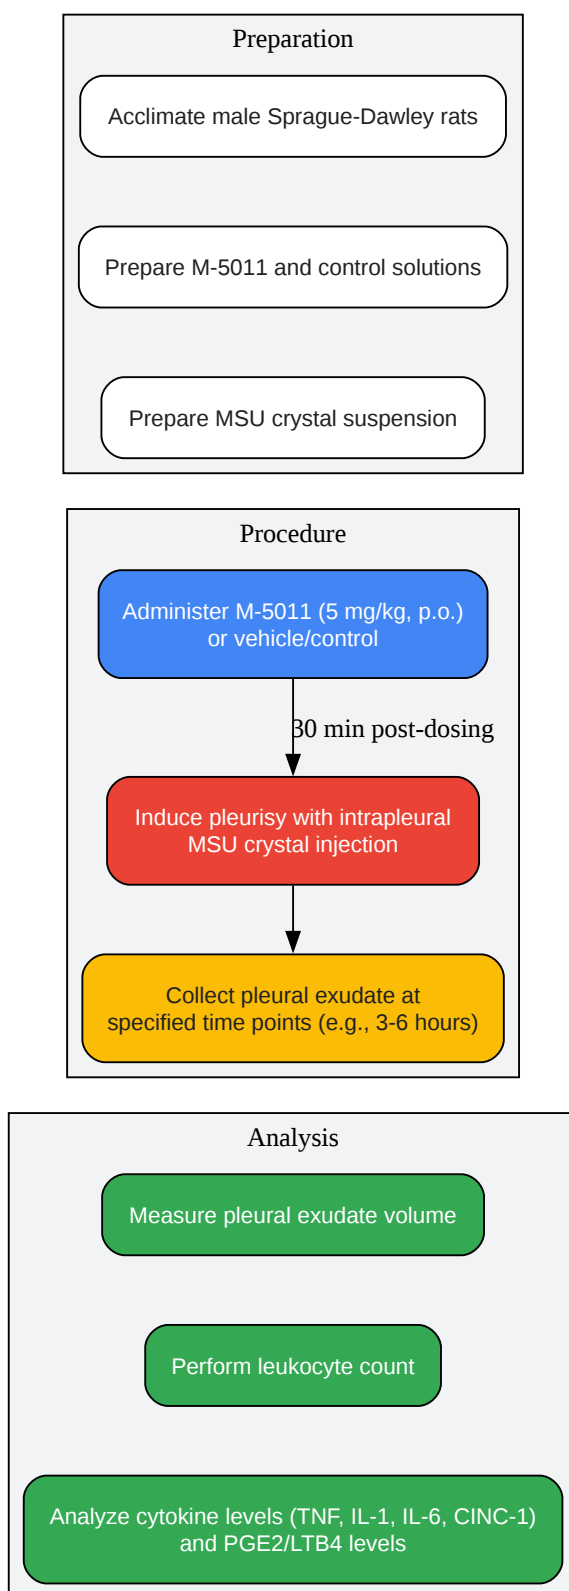 Preparation
Acclimate male Sprague-Dawley rats
Prepare M-5011 and control solutions
Prepare MSU crystal suspension
Procedure
Administer M-5011 (5 mg/kg, p.o.)
or vehicle/control
30 min post-dosing
Induce pleurisy with intrapleural
MSU crystal injection
Collect pleural exudate at
specified time points (e.g., 3-6 hours)
Analysis
Measure pleural exudate volume
Perform leukocyte count
Analyze cytokine levels (TNF, IL-1, IL-6, CINC-1)
and PGE2/LTB4 levels